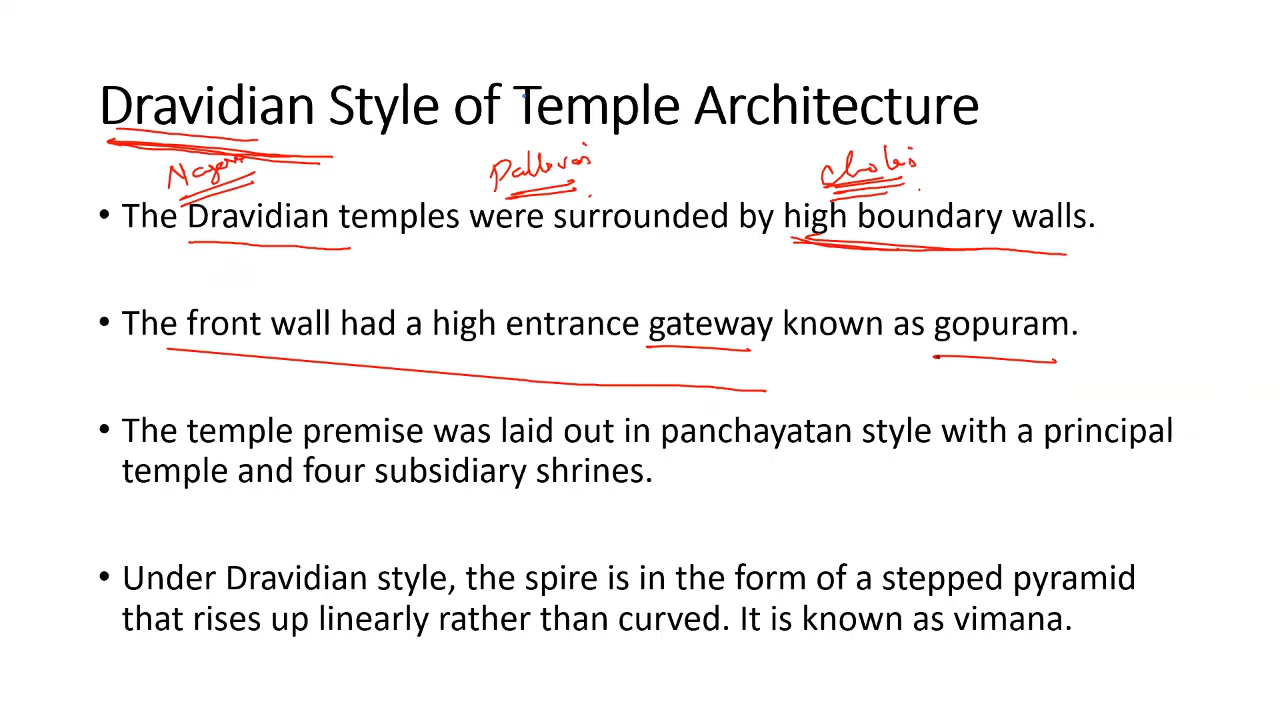 Dravidian Style of Temple Architecture
Nagara Pallavas Cholas
• The Dravidian temples were surrounded by high boundary walls.
• The front wall had a high entrance gateway known as gopuram.
• The temple premise was laid out in panchayatan style with a principal
temple and four subsidiary shrines.
• Under Dravidian style, the spire is in the form of a stepped pyramid
that rises up linearly rather than curved. It is known as vimana.